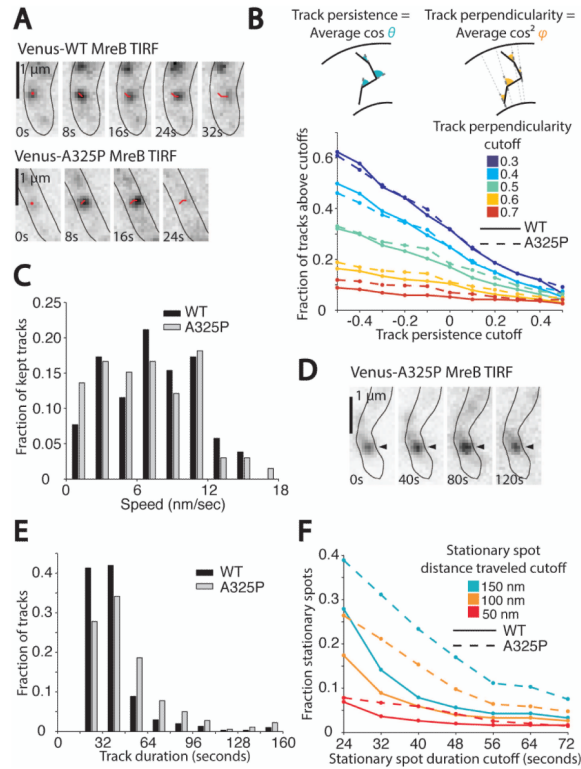 A
Venus-WT MreB TIRF
1 µm
0s
8s
16s
24s
32s
Venus-A325P MreB TIRF
1 µm
0s
8s
16s
24s
B
Track persistence =
Average cos θ
Track perpendicularity =
Average cos² φ
Fraction of tracks above cutoffs
0.6
0.4
0.2
0
-0.4
-0.2
0
0.2
0.4
Track persistence cutoff
Track perpendicularity
cutoff
0.3
0.4
0.5
0.6
0.7
WT
A325P
C
Fraction of kept tracks
0.25
0.20
0.15
0.10
0.05
0
0
6
12
18
Speed (nm/sec)
WT
A325P
D
Venus-A325P MreB TIRF
1 µm
0s
40s
80s
120s
E
Fraction of tracks
0.4
0.3
0.2
0.1
0
0
32
64
96
128
160
Track duration (seconds)
WT
A325P
F
Fraction stationary spots
0.4
0.3
0.2
0.1
0
24
32
40
48
56
64
72
Stationary spot duration cutoff (seconds)
Stationary spot
distance traveled cutoff
150 nm
100 nm
50 nm
WT
A325P